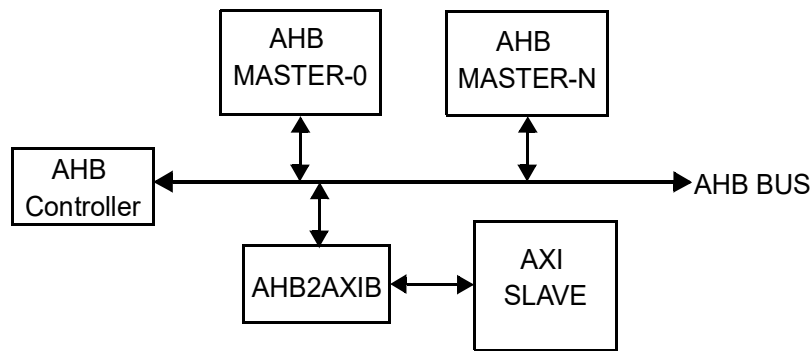 AHB
MASTER-0
AHB
MASTER-N
AHB
Controller
AHB BUS
AHB2AXIB
AXI
SLAVE